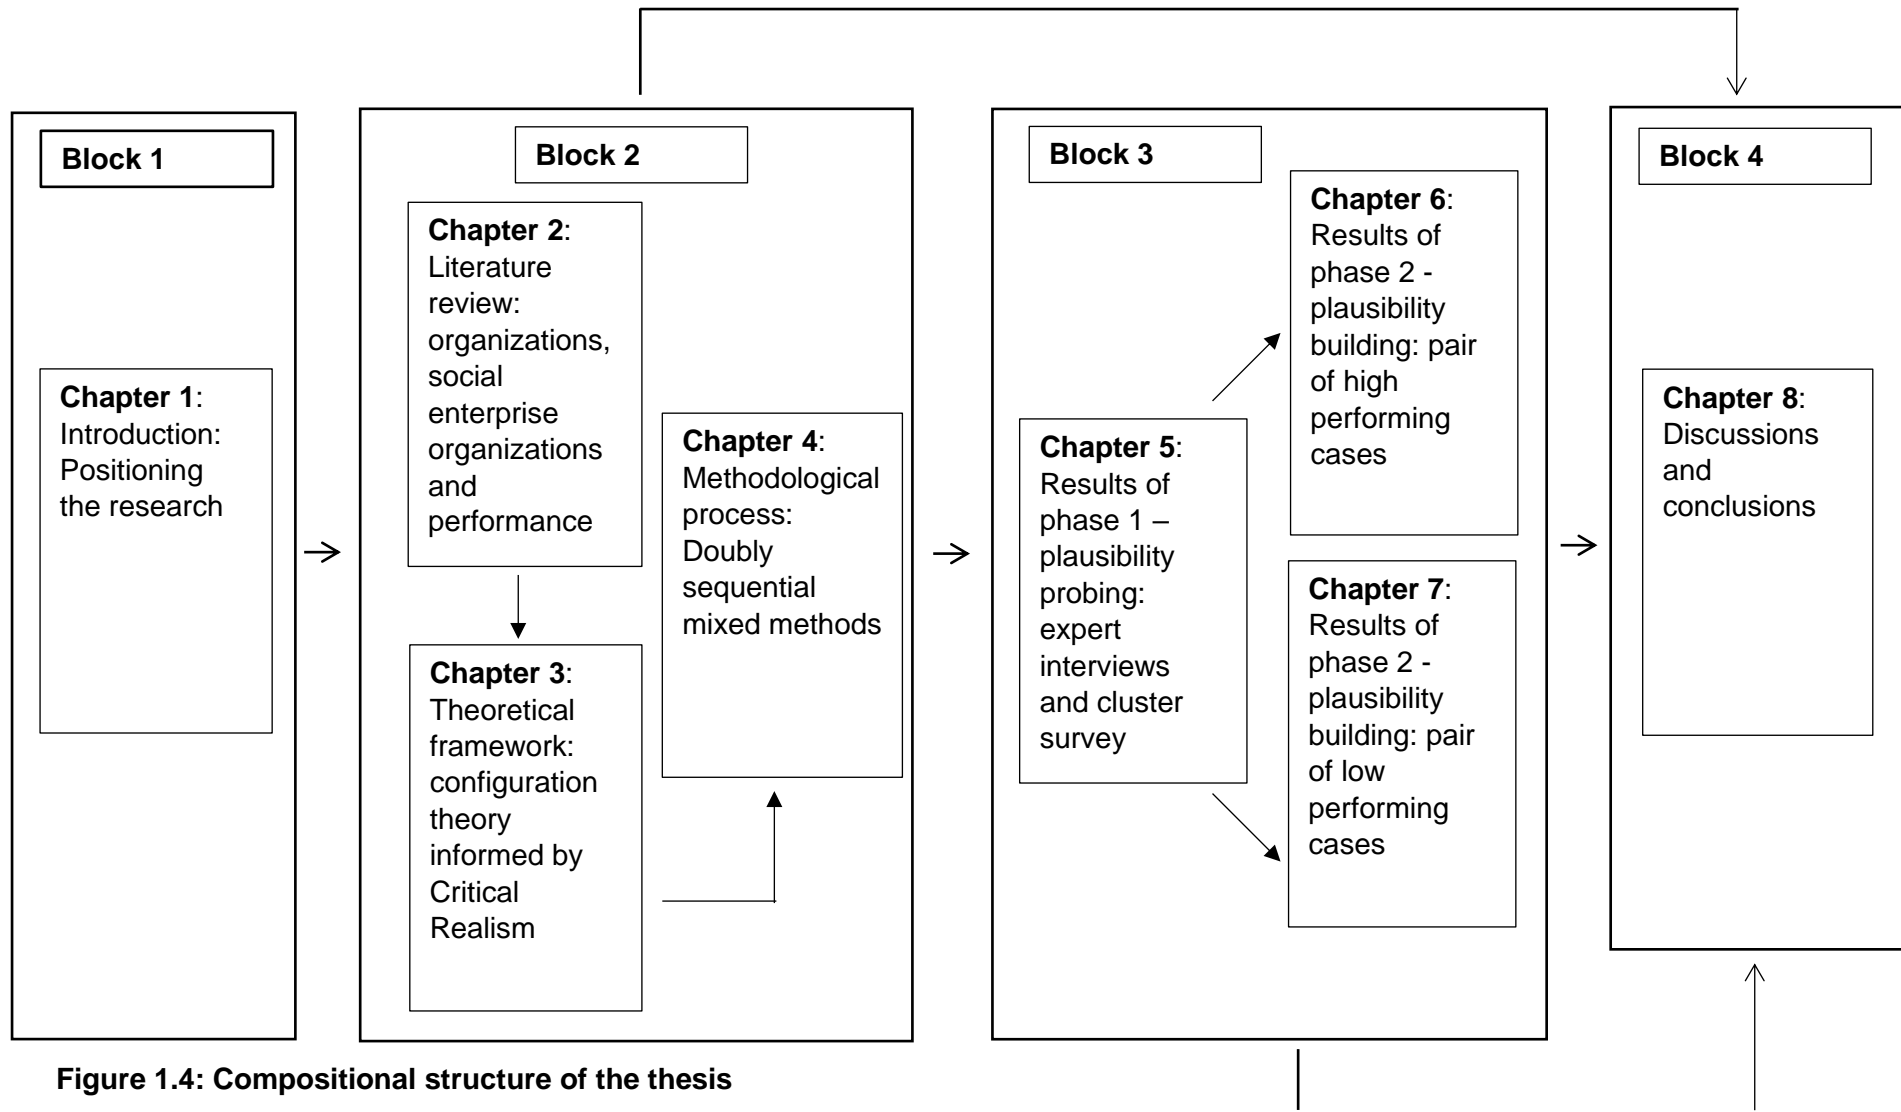 Block 1
Chapter 1:
Introduction:
Positioning
the research
Block 2
Chapter 2:
Literature
review:
organizations,
social
enterprise
organizations
and
performance
Chapter 3:
Theoretical
framework:
configuration
theory
informed by
Critical
Realism
Chapter 4:
Methodological
process:
Doubly
sequential
mixed methods
Block 3
Chapter 5:
Results of
phase 1 –
plausibility
probing:
expert
interviews
and cluster
survey
Chapter 6:
Results of
phase 2 -
plausibility
building: pair
of high
performing
cases
Chapter 7:
Results of
phase 2 -
plausibility
building: pair
of low
performing
cases
Block 4
Chapter 8:
Discussions
and
conclusions
Figure 1.4: Compositional structure of the thesis